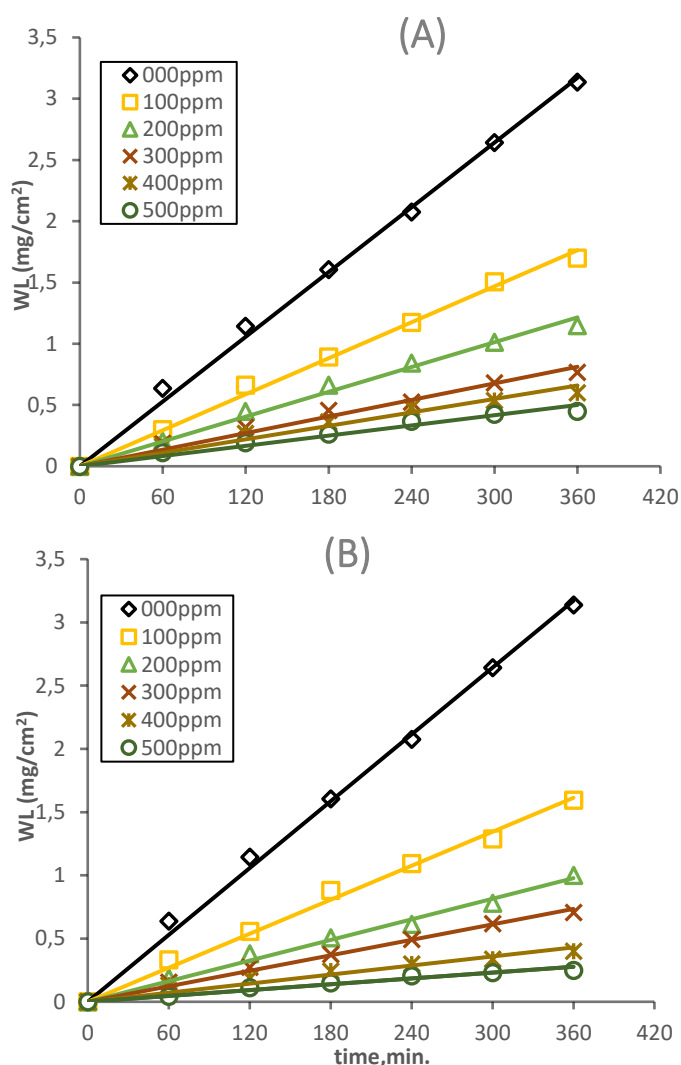 (A)
3,5
3
2,5
2
1,5
1
0,5
0
WL (mg/cm²)
000ppm
100ppm
200ppm
300ppm
400ppm
500ppm
0 60 120 180 240 300 360 420
(B)
3,5
3
2,5
2
1,5
1
0,5
0
WL (mg/cm²)
000ppm
100ppm
200ppm
300ppm
400ppm
500ppm
0 60 120 180 240 300 360 420
time,min.